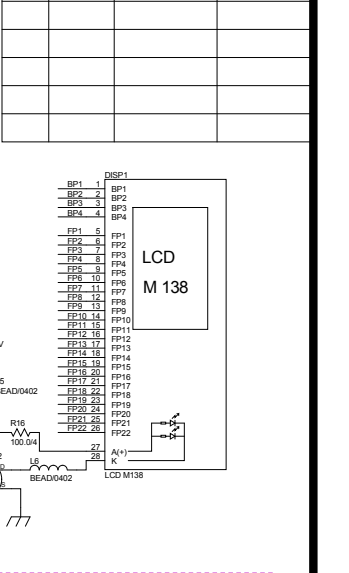 DISP1
BP1 1 BP1
BP2 2 BP2
BP3 3 BP3
BP4 4 BP4
FP1 5 FP1
FP2 6 FP2
FP3 7 FP3
FP4 8 FP4
FP5 9 FP5
FP6 10 FP6
FP7 11 FP7
FP8 12 FP8
FP9 13 FP9
FP10 14 FP10
FP11 15 FP11
FP12 16 FP12
FP13 17 FP13
FP14 18 FP14
FP15 19 FP15
FP16 20 FP16
FP17 21 FP17
FP18 22 FP18
FP19 23 FP19
FP20 24 FP20
FP21 25 FP21
FP22 26 FP22
27 A(+)
28 K
LCD
M 138
LCD M138
V
5
EAD/0402
R16
100.0/4
L6
BEAD/0402
2
D
S